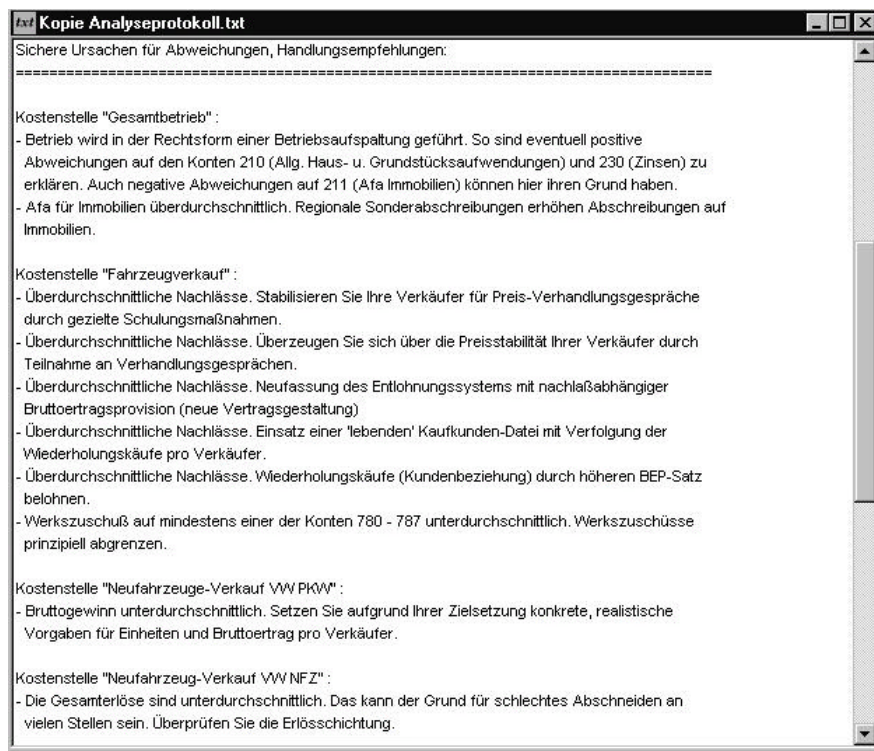 txt Kopie Analyseprotokoll.txt
Sichere Ursachen für Abweichungen, Handlungsempfehlungen:
=====================================================================================
Kostenstelle "Gesamtbetrieb" :
- Betrieb wird in der Rechtsform einer Betriebsaufspaltung geführt. So sind eventuell positive
Abweichungen auf den Konten 210 (Allg. Haus- u. Grundstücksaufwendungen) und 230 (Zinsen) zu
erklären. Auch negative Abweichungen auf 211 (Afa Immobilien) können hier ihren Grund haben.
- Afa für Immobilien überdurchschnittlich. Regionale Sonderabschreibungen erhöhen Abschreibungen auf
Immobilien.
Kostenstelle "Fahrzeugverkauf" :
- Überdurchschnittliche Nachlässe. Stabilisieren Sie Ihre Verkäufer für Preis-Verhandlungsgespräche
durch gezielte Schulungsmaßnahmen.
- Überdurchschnittliche Nachlässe. Überzeugen Sie sich über die Preisstabilität Ihrer Verkäufer durch
Teilnahme an Verhandlungsgesprächen.
- Überdurchschnittliche Nachlässe. Neufassung des Entlohnungssystems mit nachlaßabhängiger
Bruttoertragsprovision (neue Vertragsgestaltung)
- Überdurchschnittliche Nachlässe. Einsatz einer 'lebenden' Kaufkunden-Datei mit Verfolgung der
Wiederholungskäufe pro Verkäufer.
- Überdurchschnittliche Nachlässe. Wiederholungskäufe (Kundenbeziehung) durch höheren BEP-Satz
belohnen.
- Werkszuschuß auf mindestens einer der Konten 780 - 787 unterdurchschnittlich. Werkszuschüsse
prinzipiell abgrenzen.
Kostenstelle "Neufahrzeuge-Verkauf VW PKW" :
- Bruttogewinn unterdurchschnittlich. Setzen Sie aufgrund Ihrer Zielsetzung konkrete, realistische
Vorgaben für Einheiten und Bruttoertrag pro Verkäufer.
Kostenstelle "Neufahrzeug-Verkauf VW NFZ" :
- Die Gesamterlöse sind unterdurchschnittlich. Das kann der Grund für schlechtes Abschneiden an
vielen Stellen sein. Überprüfen Sie die Erlösschichtung.